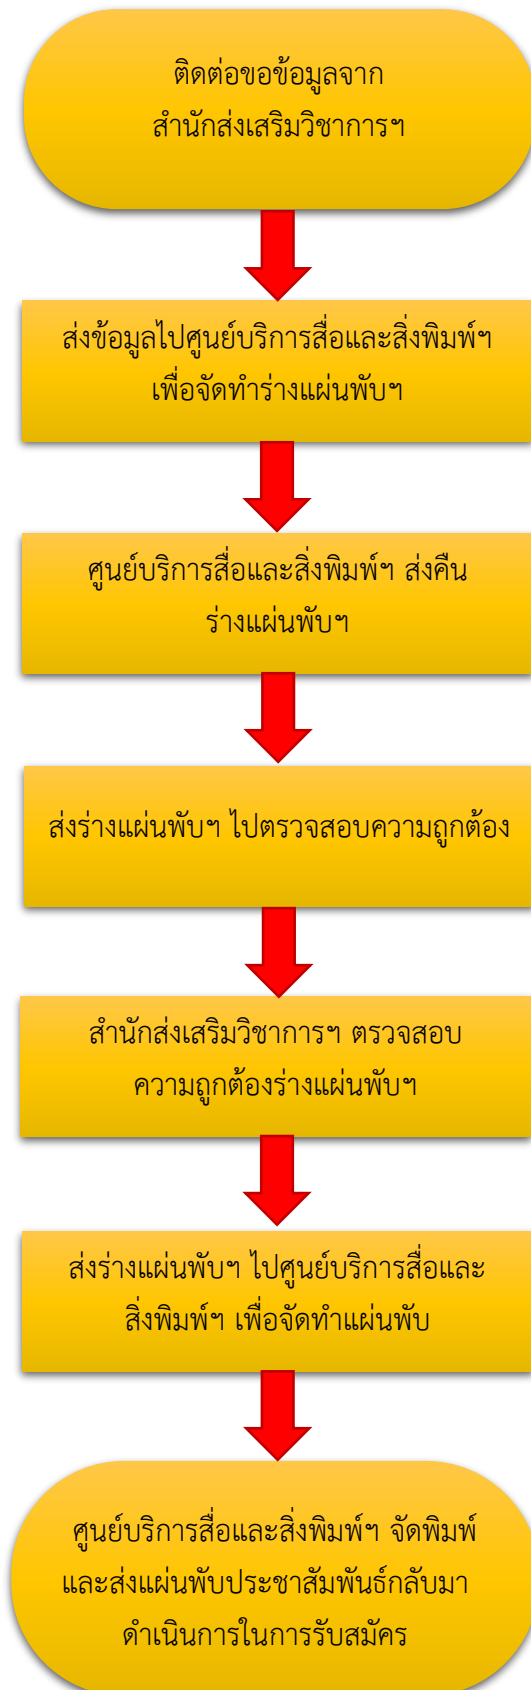 ติดต่อขอข้อมูลจาก
สำนักส่งเสริมวิชาการฯ
ส่งข้อมูลไปศูนย์บริการสื่อและสิ่งพิมพ์ฯ
เพื่อจัดทำร่างแผ่นพับฯ
ศูนย์บริการสื่อและสิ่งพิมพ์ฯ ส่งคืน
ร่างแผ่นพับฯ
ส่งร่างแผ่นพับฯ ไปตรวจสอบความถูกต้อง
สำนักส่งเสริมวิชาการฯ ตรวจสอบ
ความถูกต้องร่างแผ่นพับฯ
ส่งร่างแผ่นพับฯ ไปศูนย์บริการสื่อและ
สิ่งพิมพ์ฯ เพื่อจัดทำแผ่นพับ
ศูนย์บริการสื่อและสิ่งพิมพ์ฯ จัดพิมพ์
และส่งแผ่นพับประชาสัมพันธ์กลับมา
ดำเนินการในการรับสมัคร